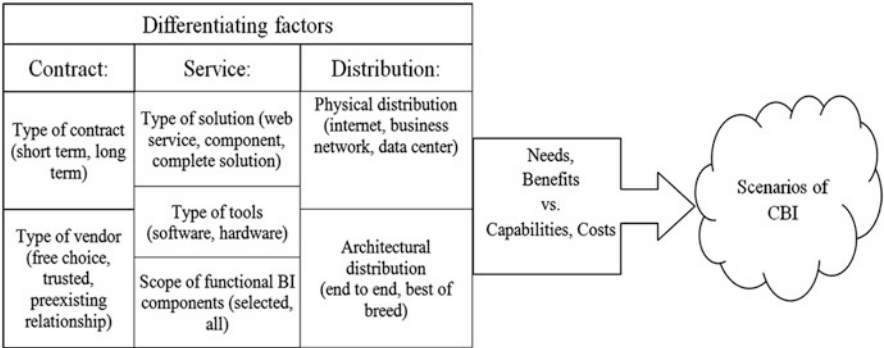 Differentiating factors
Contract:
Service:
Distribution:
Type of contract
(short term, long
term)
Type of vendor
(free choice,
trusted,
preexisting
relationship)
Type of solution (web
service, component,
complete solution)
Type of tools
(software, hardware)
Scope of functional BI
components (selected,
all)
Physical distribution
(internet, business
network, data center)
Architectural
distribution
(end to end, best of
breed)
Needs,
Benefits
vs.
Capabilities, Costs
Scenarios of
CBI